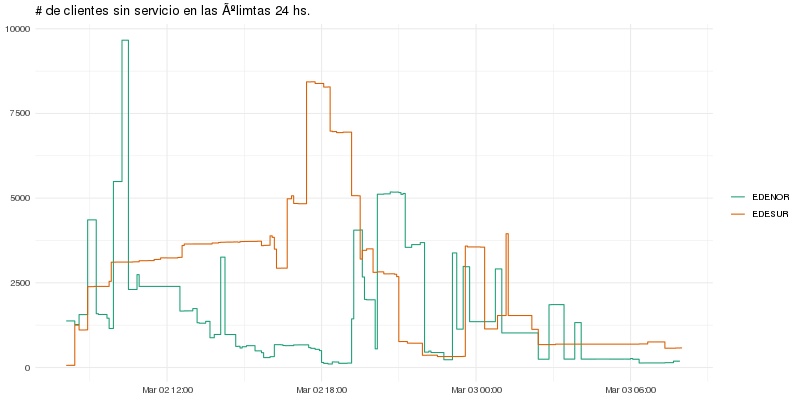 # de clientes sin servicio en las Ãºlimtas 24 hs.
10000
7500
5000
2500
0
Mar 02 12:00
Mar 02 18:00
Mar 03 00:00
Mar 03 06:00
EDENOR
EDESUR